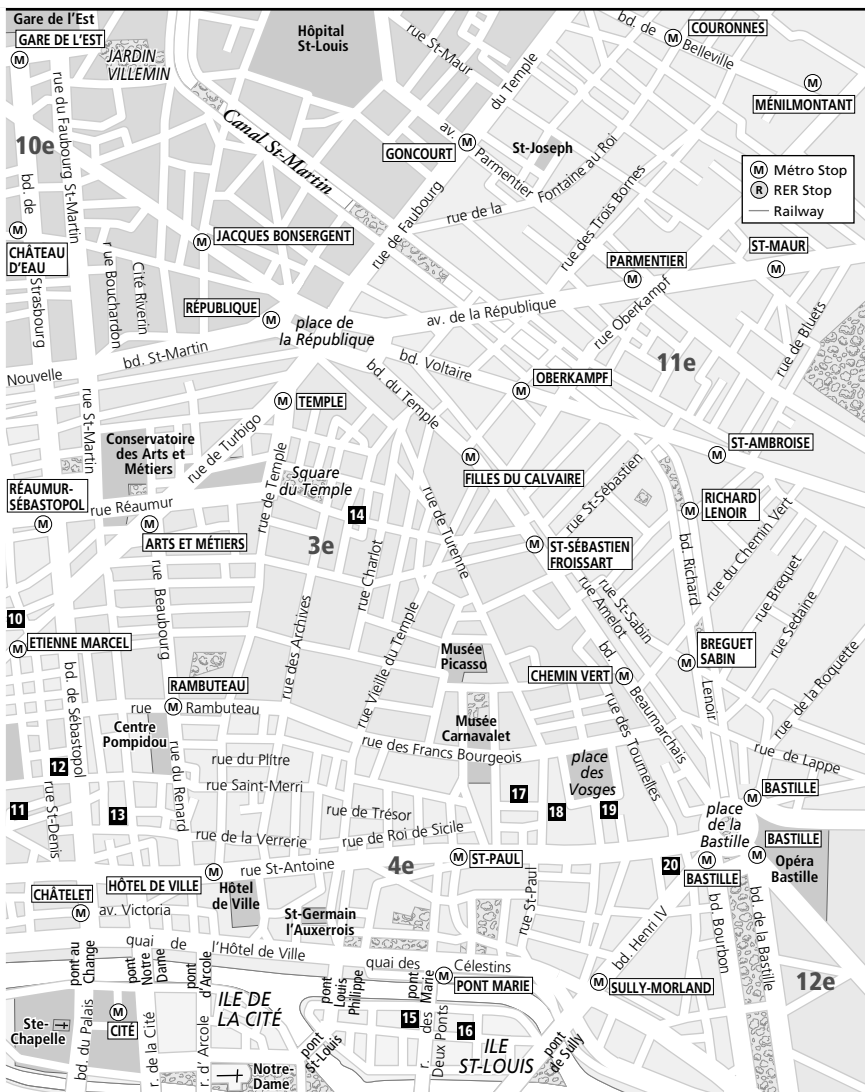 Gare de l'Est
GARE DE L'EST
JARDIN
VILLEMIN
Hôpital
St-Louis
rue St-Maur
du Temple
bd. de
Belleville
COURONNES
MÉNILMONTANT
M Métro Stop
R RER Stop
Railway
10e
rue du Faubourg St-Martin
Canal St-Martin
GONCOURT
av.
Parmentier
St-Joseph
Fontaine au Roi
rue de la
rue des Trois Bornes
bd. de
Strasbourg
CHÂTEAU
D'EAU
rue Bouchardon
Cité Riverin
JACQUES BONSERGENT
rue de Faubourg
PARMENTIER
ST-MAUR
RÉPUBLIQUE
place de
la République
av. de la République
rue Oberkampf
rue de Bluets
bd. St-Martin
Nouvelle
bd. Voltaire
bd. du Temple
11e
OBERKAMPF
rue St-Martin
TEMPLE
Conservatoire
des Arts et
Métiers
rue de Turbigo
rue de Temple
Square
du Temple
FILLES DU CALVAIRE
ST-AMBROISE
RÉAUMUR-
SÉBASTOPOL
rue Réaumur
ARTS ET MÉTIERS
14
3e
rue Charlot
rue de Turenne
rue St-Sébastien
RICHARD
LENOIR
ST-SÉBASTIEN
FROISSART
bd. Richard
Lenoir
rue du Chemin Vert
rue Breguet
rue Sedaine
rue de la Roquette
rue St-Sabin
rue Amelot
10
ETIENNE MARCEL
rue Beaubourg
rue des Archives
rue Vieille du Temple
Musée
Picasso
CHEMIN VERT
BREGUET
SABIN
bd.
Beaumarchais
bd. de Sébastopol
RAMBUTEAU
rue
Rambuteau
Centre
Pompidou
Musée
Carnavalet
rue des Francs Bourgeois
rue des Tournelles
rue de Lappe
12
rue du Plître
rue Saint-Merri
rue du Renard
place
des
Vosges
BASTILLE
11
rue St-Denis
13
rue de Trésor
17
18
19
place
de la
Bastille
rue de la Verrerie
rue de Roi de Sicile
rue St-Antoine
4e
ST-PAUL
rue St-Paul
20
BASTILLE
BASTILLE
Opéra
Bastille
CHÂTELET
HÔTEL DE VILLE
Hôtel
de Ville
av. Victoria
St-Germain
l'Auxerrois
bd. Henri IV
bd. Bourbon
bd. de la Bastille
quai de l'Hôtel de Ville
quai des Célestins
pont au
Change
pont
Notre
Dame
pont
d'Arcole
pont
Louis
Philippe
pont
Marie
PONT MARIE
SULLY-MORLAND
12e
Ste-
Chapelle
bd. du Palais
CITÉ
r. de la Cité
r. d'Arcole
ILE DE
LA CITÉ
Notre-
Dame
pont
St-Louis
15
r. des
Deux Ponts
16
ILE
ST-LOUIS
pont
de Sully